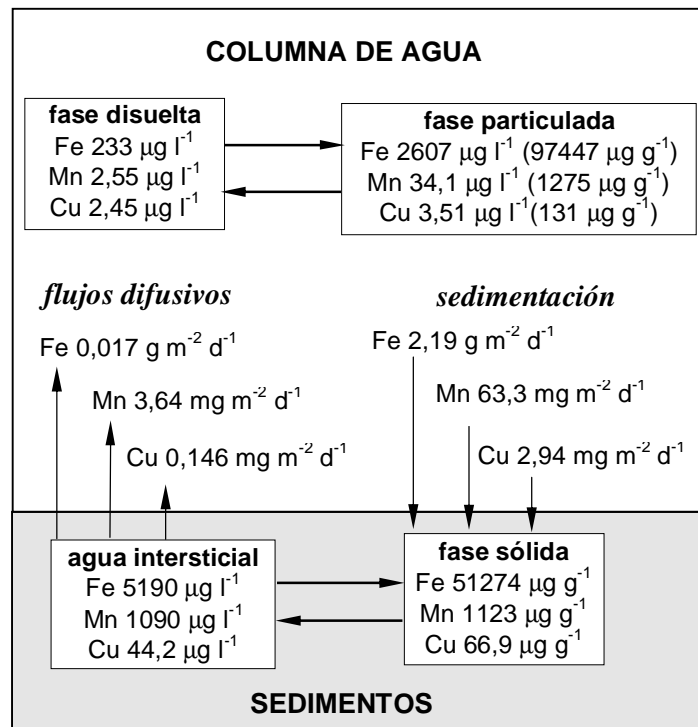 COLUMNA DE AGUA
fase disuelta
Fe 233 µg l⁻¹
Mn 2,55 µg l⁻¹
Cu 2,45 µg l⁻¹
fase particulada
Fe 2607 µg l⁻¹ (97447 µg g⁻¹)
Mn 34,1 µg l⁻¹ (1275 µg g⁻¹)
Cu 3,51 µg l⁻¹(131 µg g⁻¹)
flujos difusivos
Fe 0,017 g m⁻² d⁻¹
Mn 3,64 mg m⁻² d⁻¹
Cu 0,146 mg m⁻² d⁻¹
sedimentación
Fe 2,19 g m⁻² d⁻¹
Mn 63,3 mg m⁻² d⁻¹
Cu 2,94 mg m⁻² d⁻¹
agua intersticial
Fe 5190 µg l⁻¹
Mn 1090 µg l⁻¹
Cu 44,2 µg l⁻¹
fase sólida
Fe 51274 µg g⁻¹
Mn 1123 µg g⁻¹
Cu 66,9 µg g⁻¹
SEDIMENTOS